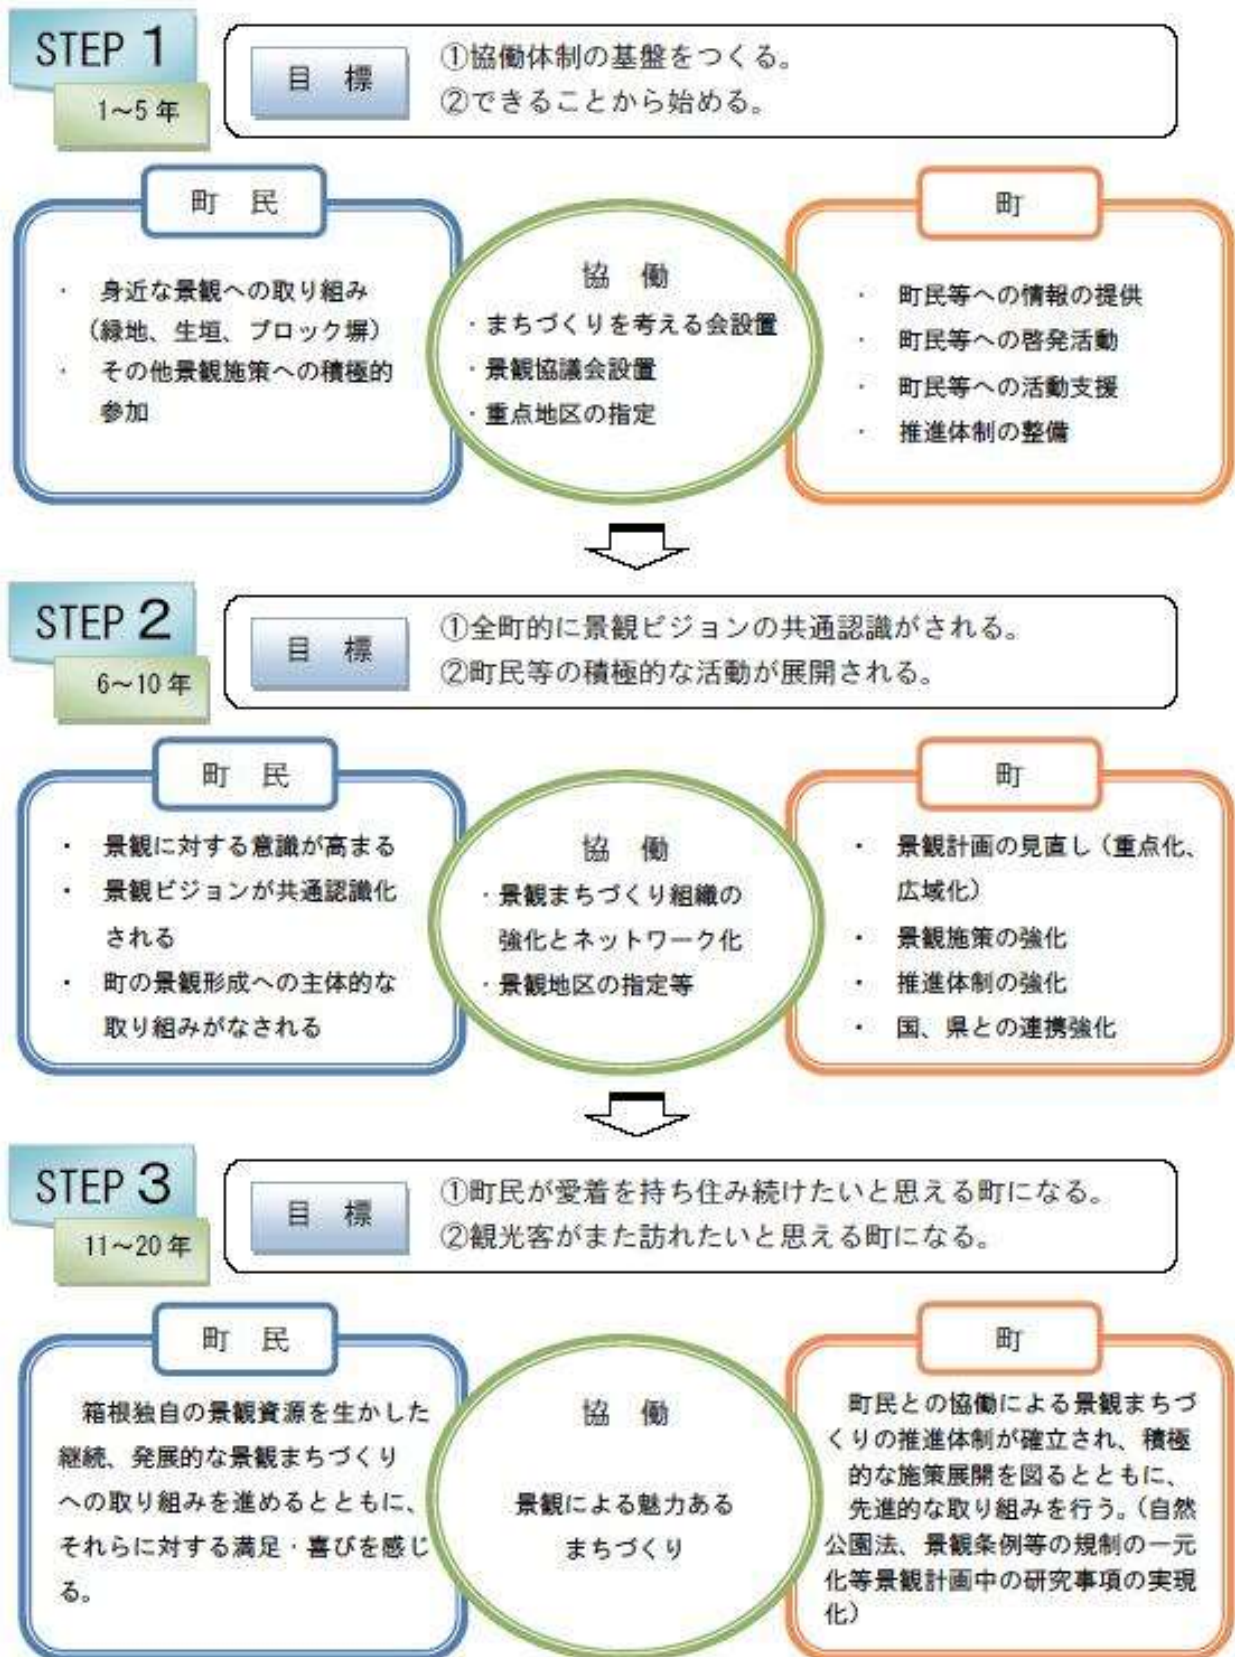 STEP 1
1~5 年
目 標
①協働体制の基盤をつくる。
②できることから始める。
町 民
・ 身近な景観への取り組み
（緑地、生垣、ブロック塀）
・ その他景観施策への積極的
参加
協 働
・まちづくりを考える会設置
・景観協議会設置
・重点地区の指定
町
・ 町民等への情報の提供
・ 町民等への啓発活動
・ 町民等への活動支援
・ 推進体制の整備
STEP 2
6~10 年
目 標
①全町的に景観ビジョンの共通認識がされる。
②町民等の積極的な活動が展開される。
町 民
・ 景観に対する意識が高まる
・ 景観ビジョンが共通認識化
される
・ 町の景観形成への主体的な
取り組みがなされる
協 働
・景観まちづくり組織の
強化とネットワーク化
・景観地区の指定等
町
・ 景観計画の見直し（重点化、
広域化）
・ 景観施策の強化
・ 推進体制の強化
・ 国、県との連携強化
STEP 3
11~20 年
目 標
①町民が愛着を持ち住み続けたいと思える町になる。
②観光客がまた訪れたいと思える町になる。
町 民
箱根独自の景観資源を生かした
継続、発展的な景観まちづくり
への取り組みを進めるとともに、
それらに対する満足・喜びを感じ
る。
協 働
景観による魅力ある
まちづくり
町
町民との協働による景観まちづ
くりの推進体制が確立され、積極
的な施策展開を図るとともに、
先進的な取り組みを行う。（自然
公園法、景観条例等の規制の一元
化等景観計画中の研究事項の実現
化）